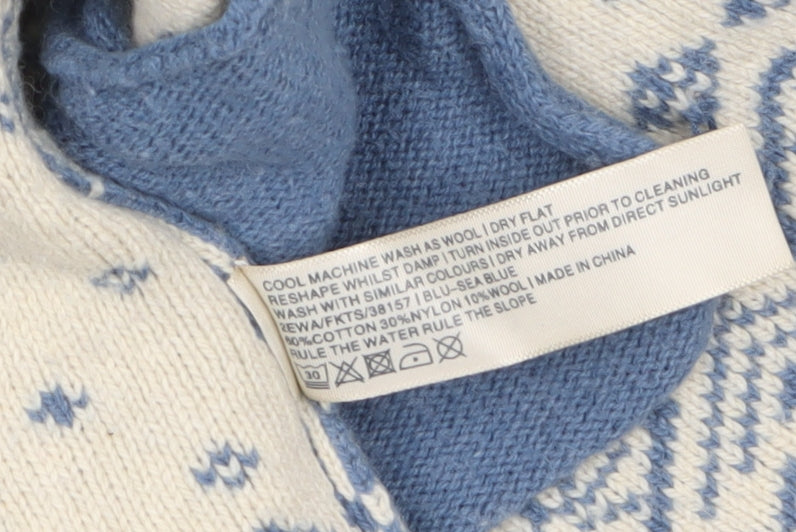 COOL MACHINE WASH AS WOOL | DRY FLAT
RESHAPE WHILST DAMP | TURN INSIDE OUT PRIOR TO CLEANING
WASH WITH SIMILAR COLOURS | DRY AWAY FROM DIRECT SUNLIGHT
REWA/FKTS/38157 | BLU-SEA BLUE
60%COTTON 30%NYLON 10%WOOL | MADE IN CHINA
RULE THE WATER RULE THE SLOPE
30